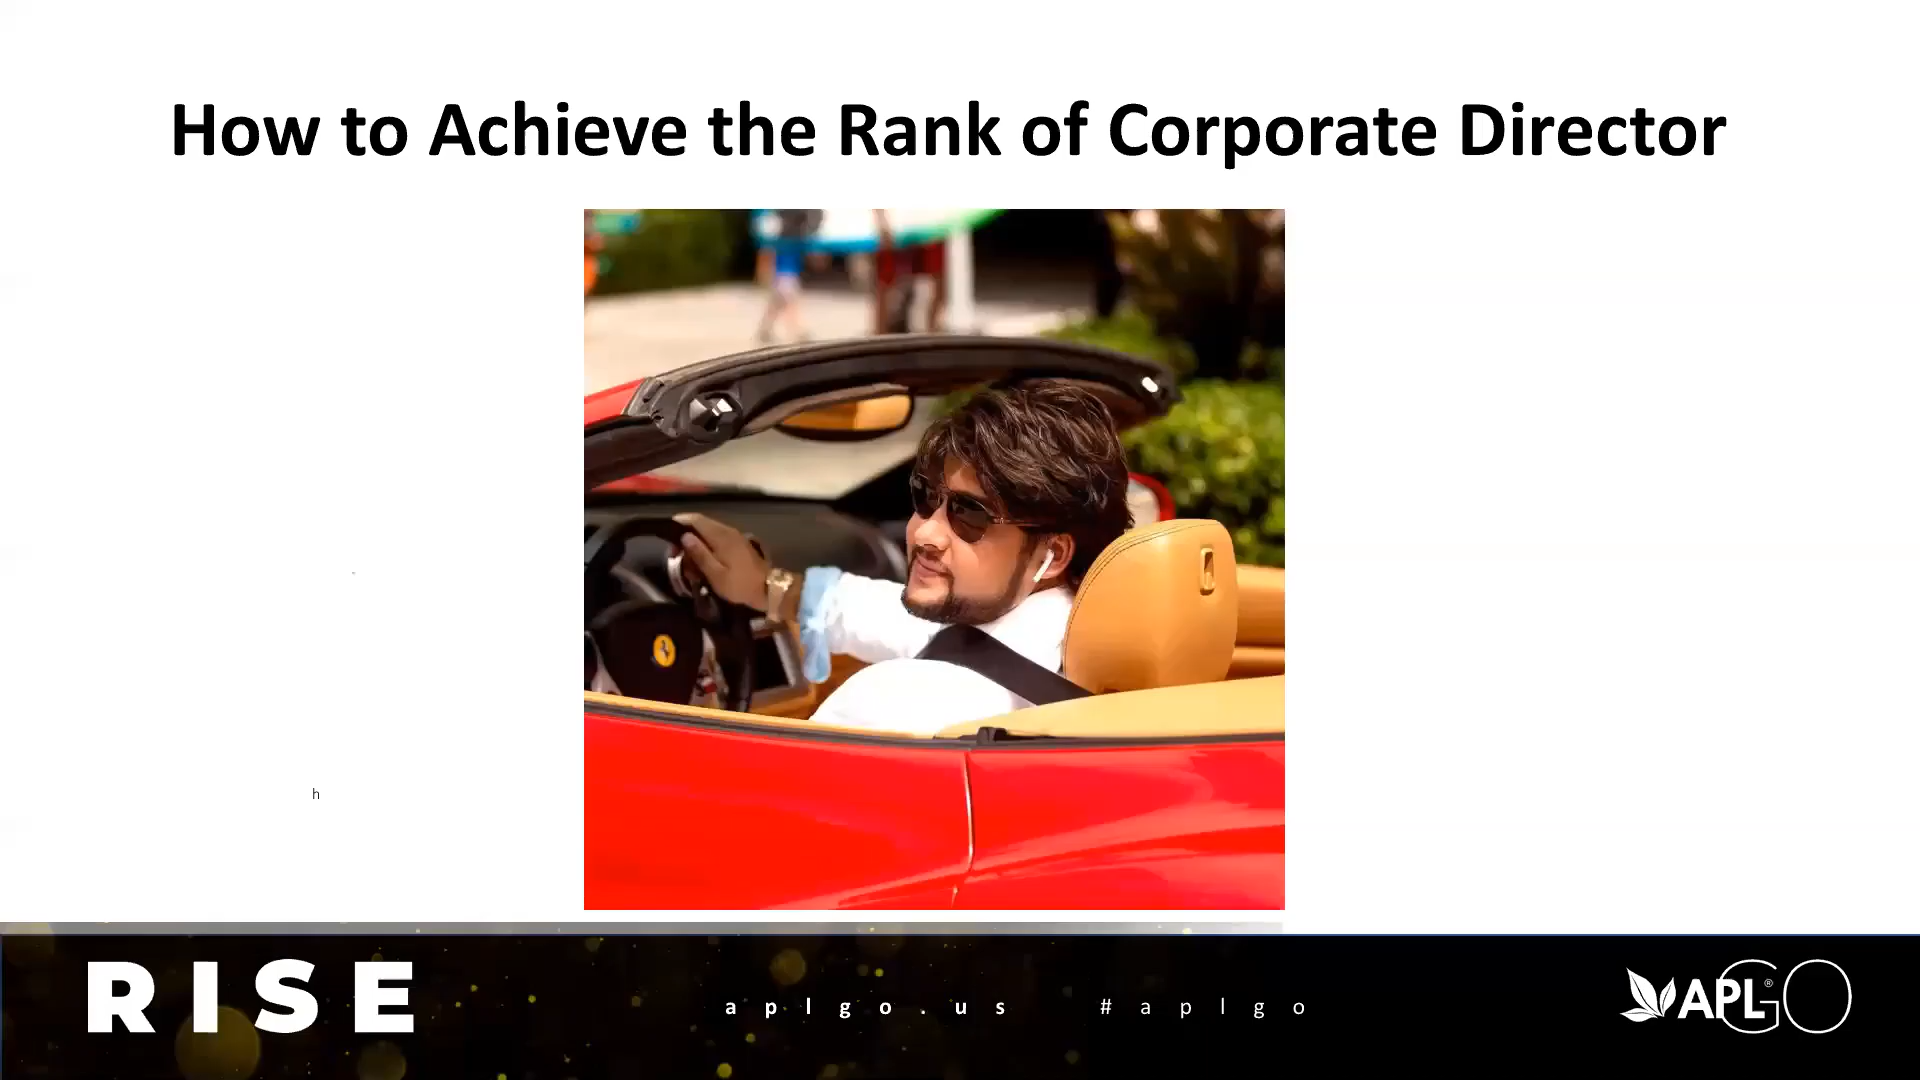 How to Achieve the Rank of Corporate Director
h
RISE
aplgo.us #aplgo
APLGO®